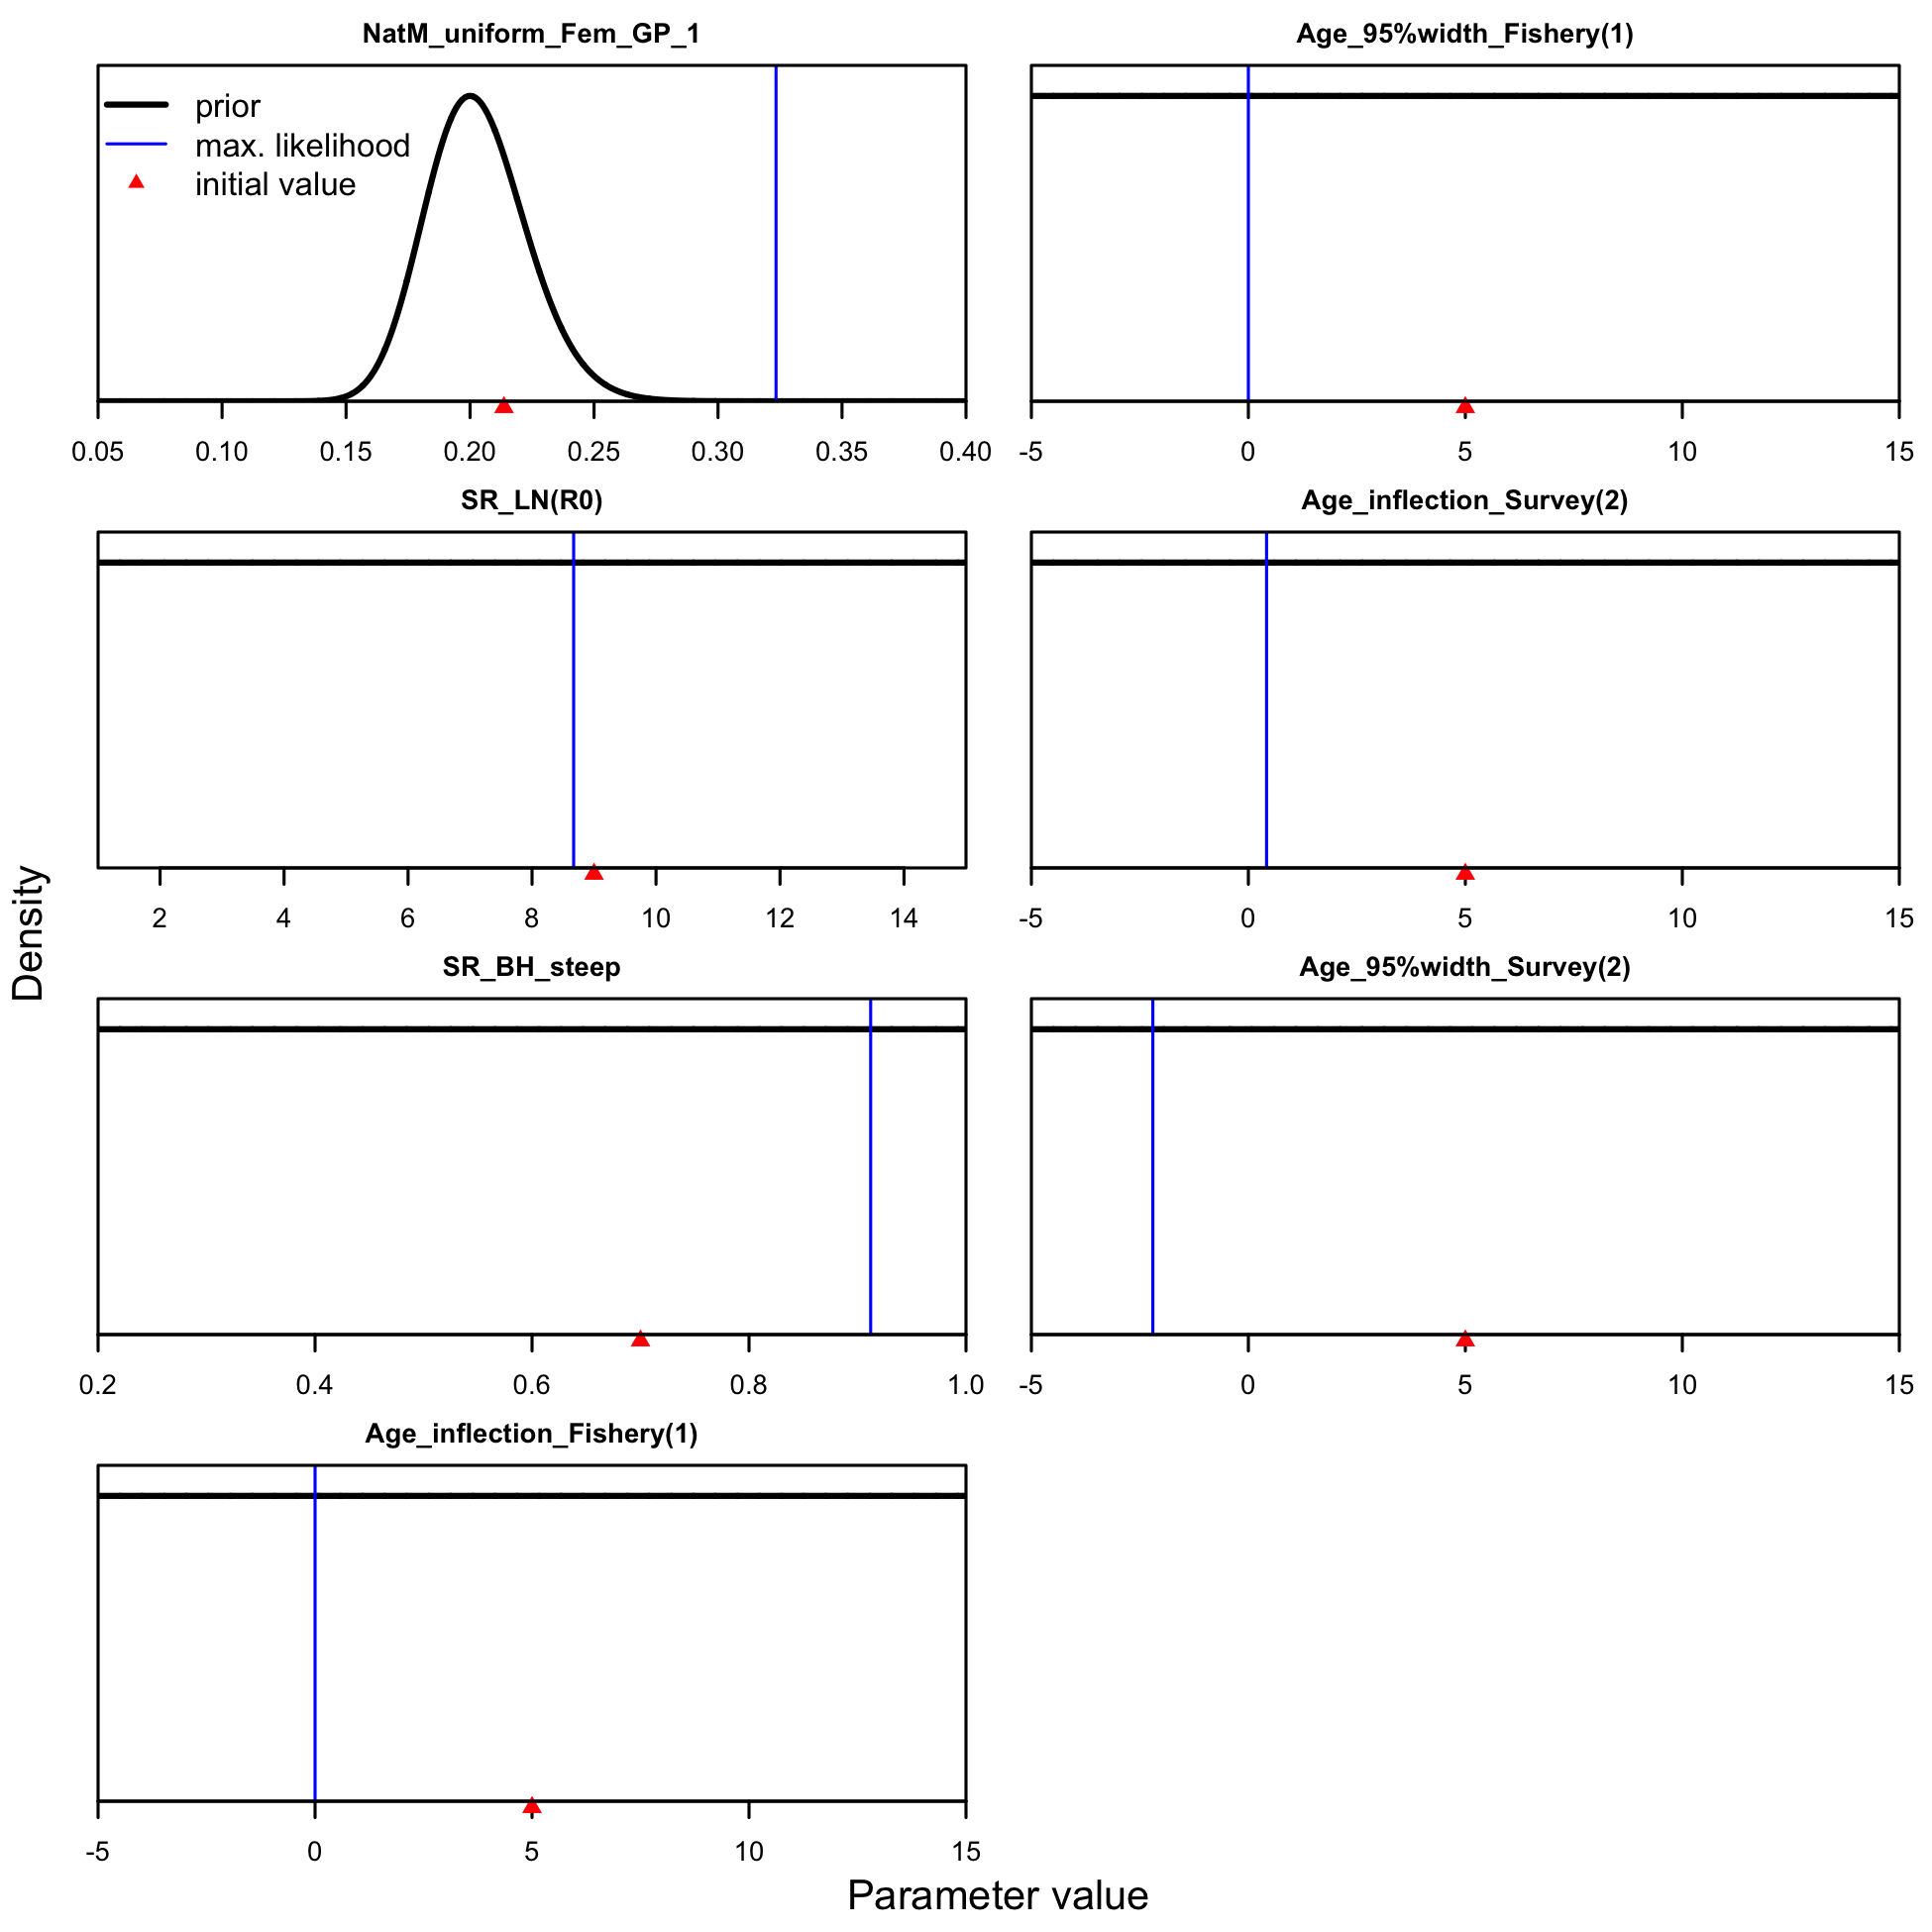 NatM_uniform_Fem_GP_1
prior
max. likelihood
initial value
0.05 0.10 0.15 0.20 0.25 0.30 0.35 0.40
Age_95%width_Fishery(1)
-5 0 5 10 15
SR_LN(R0)
2 4 6 8 10 12 14
Age_inflection_Survey(2)
-5 0 5 10 15
SR_BH_steep
0.2 0.4 0.6 0.8 1.0
Age_95%width_Survey(2)
-5 0 5 10 15
Age_inflection_Fishery(1)
-5 0 5 10 15
Density
Parameter value